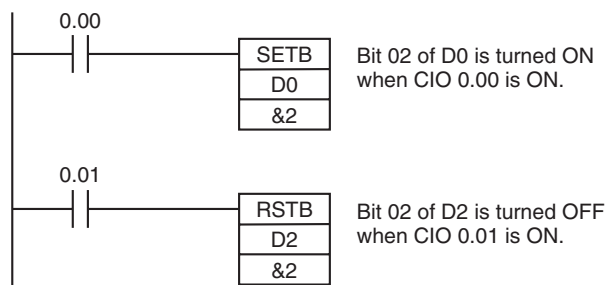 0.00
SETB
D0
&2
Bit 02 of D0 is turned ON
when CIO 0.00 is ON.
0.01
RSTB
D2
&2
Bit 02 of D2 is turned OFF
when CIO 0.01 is ON.